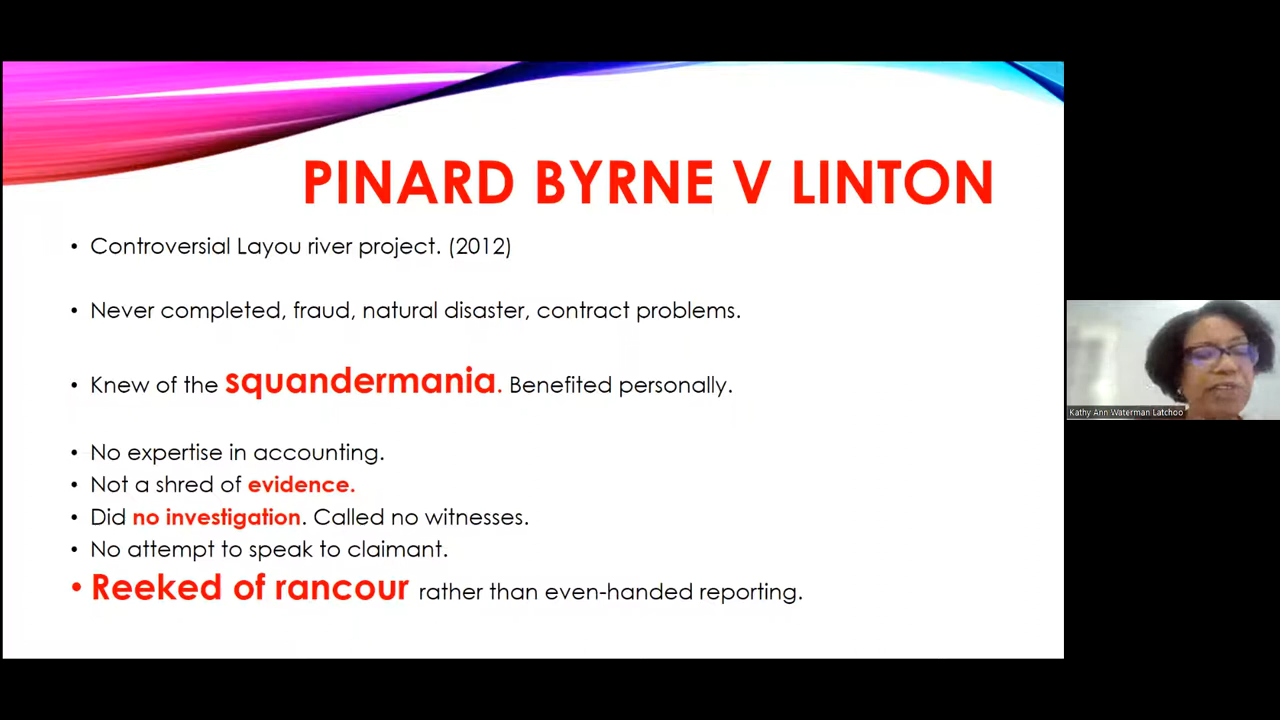 PINARD BYRNE V LINTON
• Controversial Layou river project. (2012)
• Never completed, fraud, natural disaster, contract problems.
• Knew of the squandermania. Benefited personally.
• No expertise in accounting.
• Not a shred of evidence.
• Did no investigation. Called no witnesses.
• No attempt to speak to claimant.
• Reeked of rancour rather than even-handed reporting.
Kathy Ann Waterman Latchoo